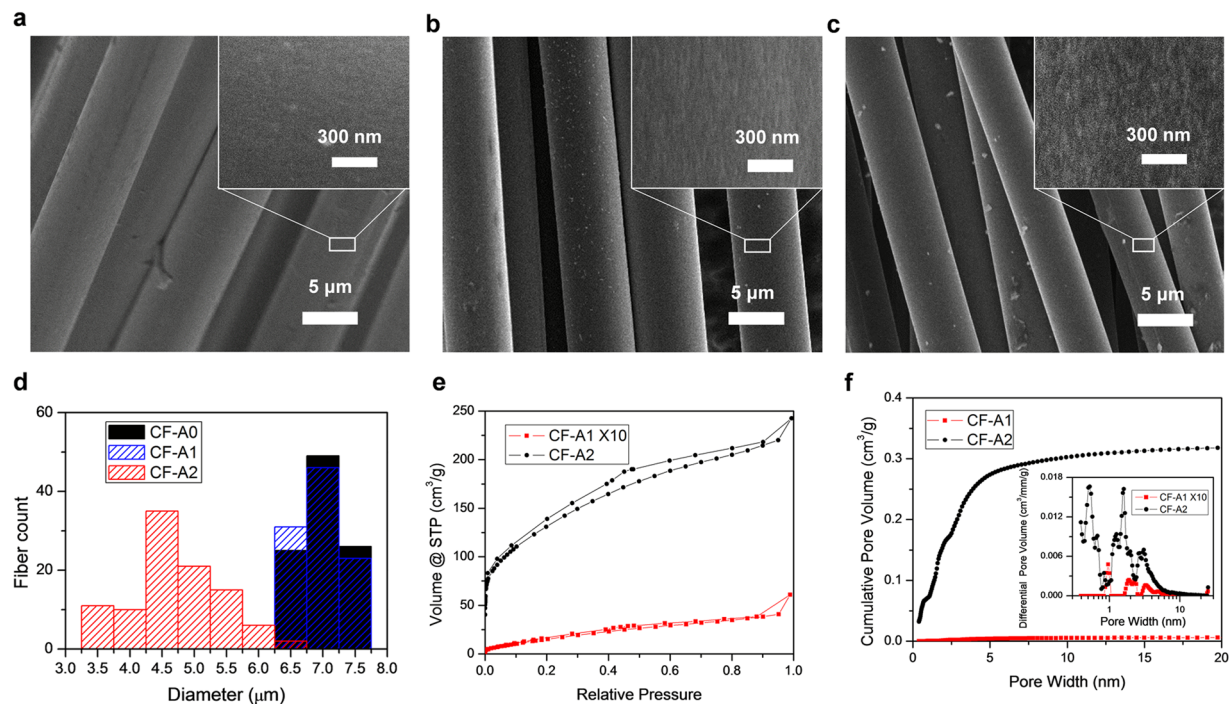 a
b
c
300 nm
300 nm
300 nm
5 µm
5 µm
5 µm
d
e
f
60
40
20
0
Fiber count
CF-A0
CF-A1
CF-A2
3.0 3.5 4.0 4.5 5.0 5.5 6.0 6.5 7.0 7.5 8.0
Diameter (µm)
250
200
150
100
50
0
Volume @ STP (cm³/g)
CF-A1 X10
CF-A2
0.0 0.2 0.4 0.6 0.8 1.0
Relative Pressure
0.4
0.3
0.2
0.1
0.0
Cumulative Pore Volume (cm³/g)
CF-A1
CF-A2
0 5 10 15 20
Pore Width (nm)
0.018
0.012
0.006
0.000
Differential Pore Volume (cm³/mm/g)
CF-A1 X10
CF-A2
1 10
Pore Width (nm)